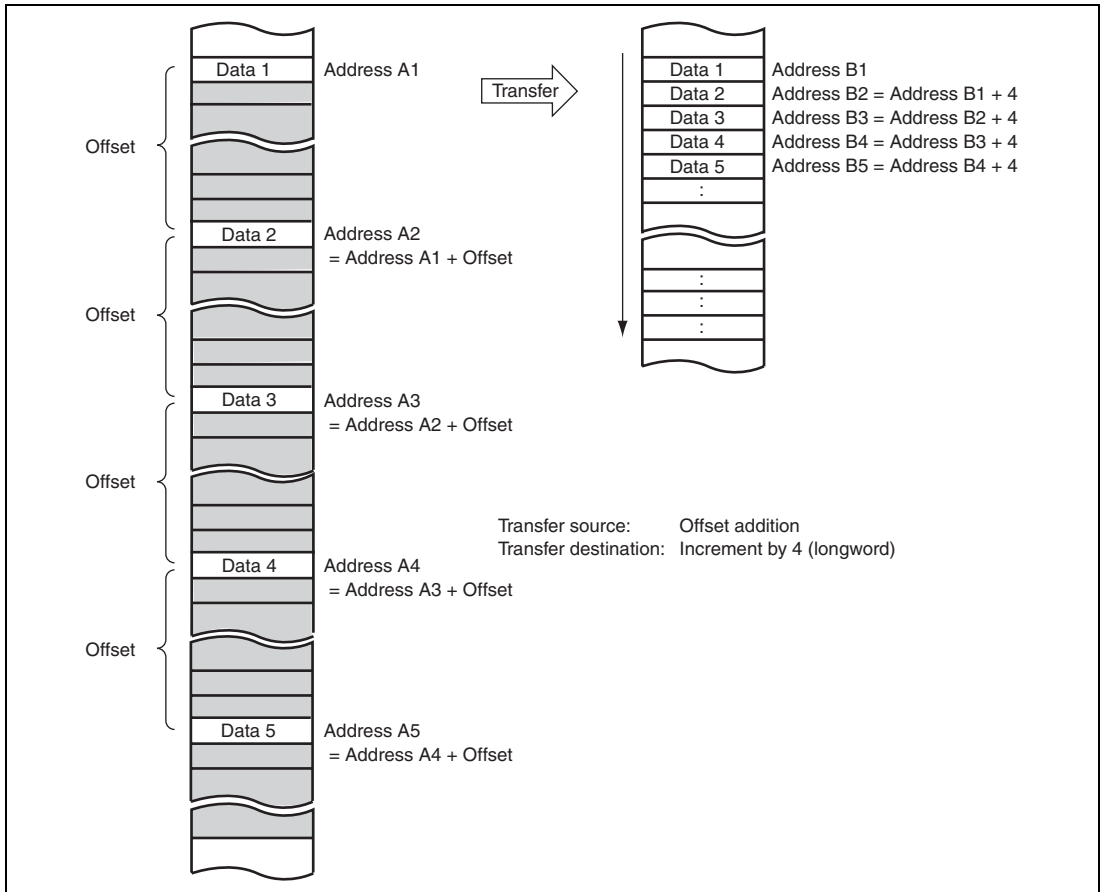 Data 1 Address A1
Offset
Data 2 Address A2
= Address A1 + Offset
Offset
Data 3 Address A3
= Address A2 + Offset
Offset
Data 4 Address A4
= Address A3 + Offset
Offset
Data 5 Address A5
= Address A4 + Offset
Transfer
Data 1 Address B1
Data 2 Address B2 = Address B1 + 4
Data 3 Address B3 = Address B2 + 4
Data 4 Address B4 = Address B3 + 4
Data 5 Address B5 = Address B4 + 4
:
:
:
:
Transfer source: Offset addition
Transfer destination: Increment by 4 (longword)